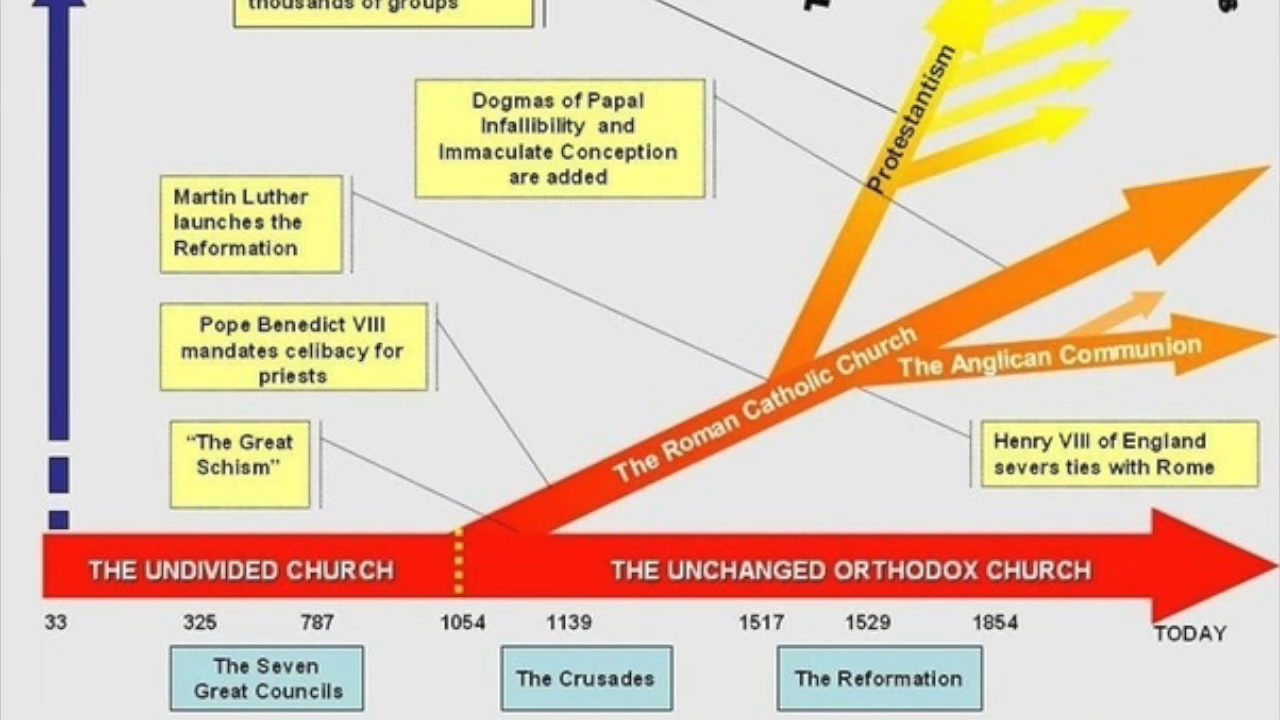 thousands of groups
Dogmas of Papal
Infallibility and
Immaculate Conception
are added
Protestantism
Martin Luther
launches the
Reformation
Pope Benedict VIII
mandates celibacy for
priests
The Roman Catholic Church
The Anglican Communion
"The Great
Schism"
Henry VIII of England
severs ties with Rome
THE UNDIVIDED CHURCH
THE UNCHANGED ORTHODOX CHURCH
33 325 787 1054 1139 1517 1529 1854 TODAY
The Seven
Great Councils
The Crusades
The Reformation